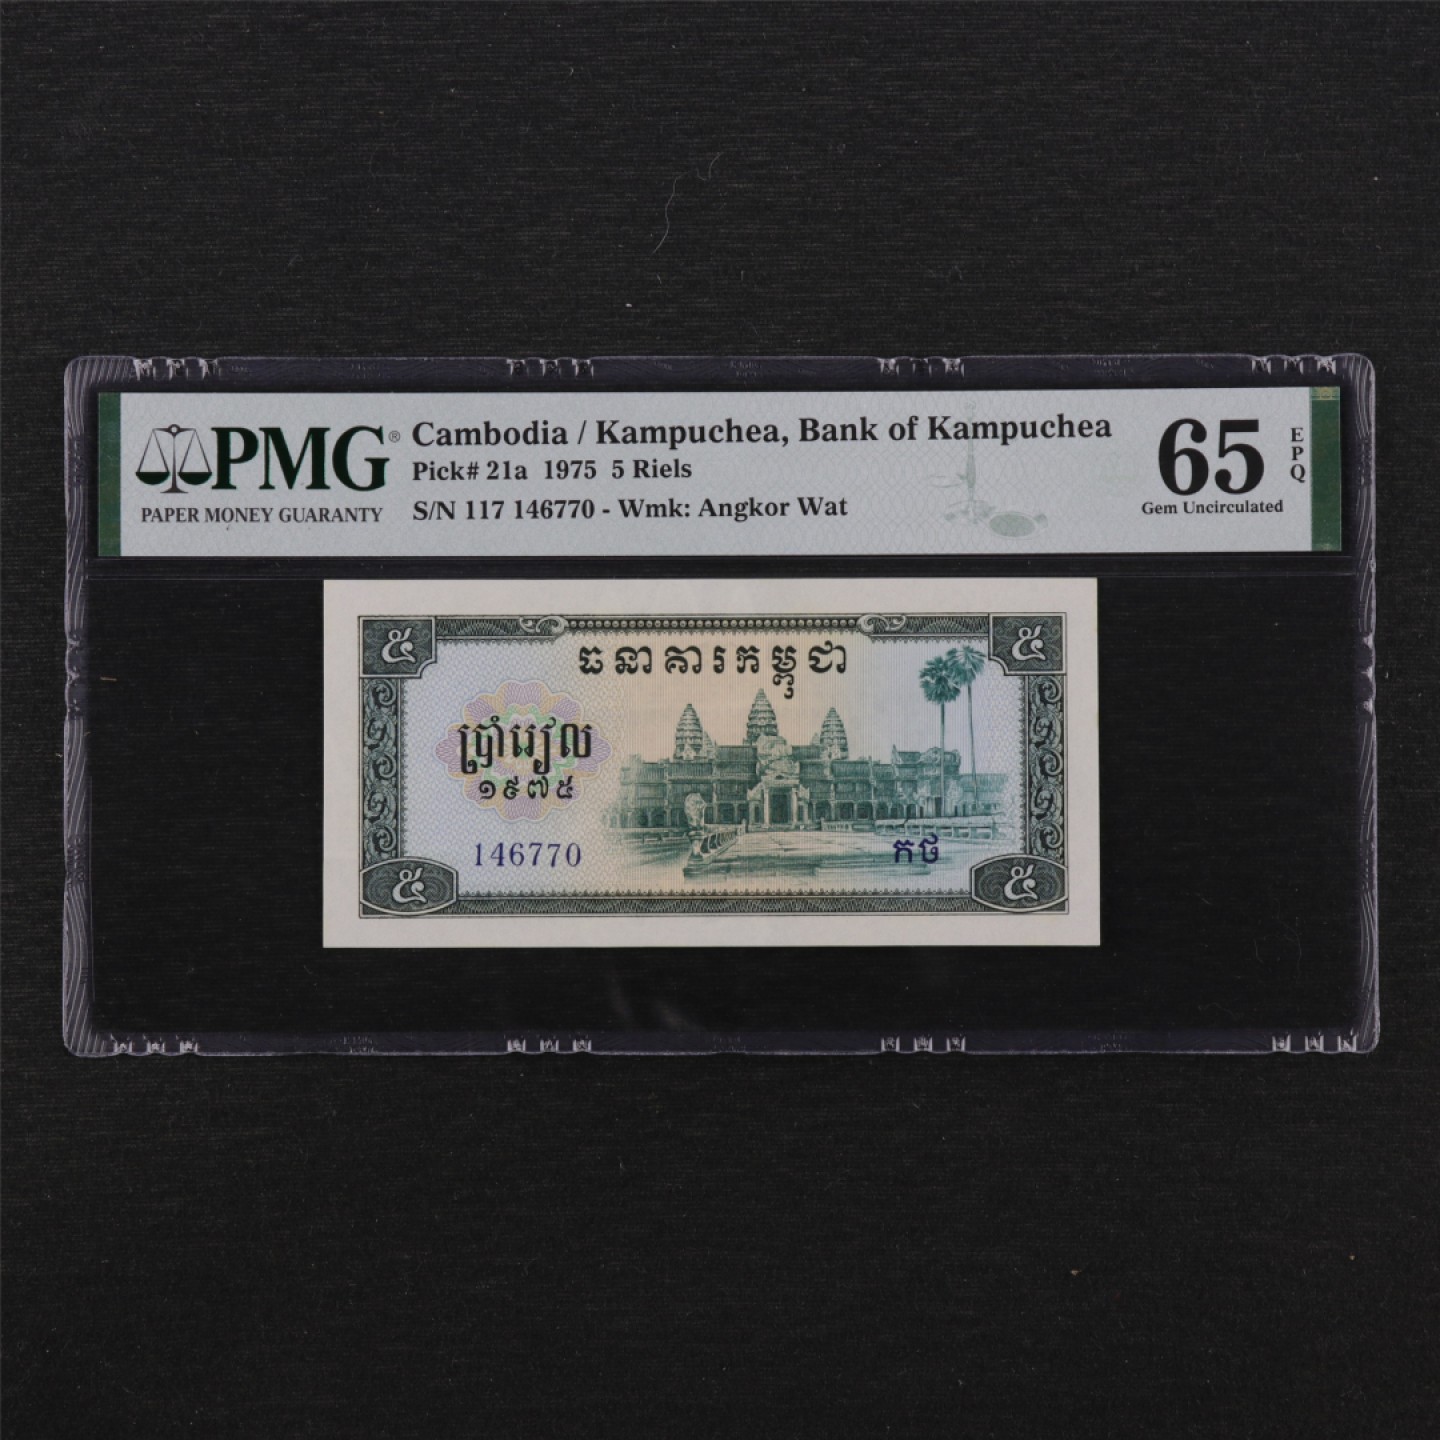 PMG® Cambodia / Kampuchea, Bank of Kampuchea
Pick# 21a 1975 5 Riels
PAPER MONEY GUARANTY S/N 117 146770 - Wmk: Angkor Wat
65 EPQ
Gem Uncirculated
៥ ៥
ធនាគារកម្ពុជា
ប្រាំរៀល
១៩៧៥
146770 កថ
៥ ៥